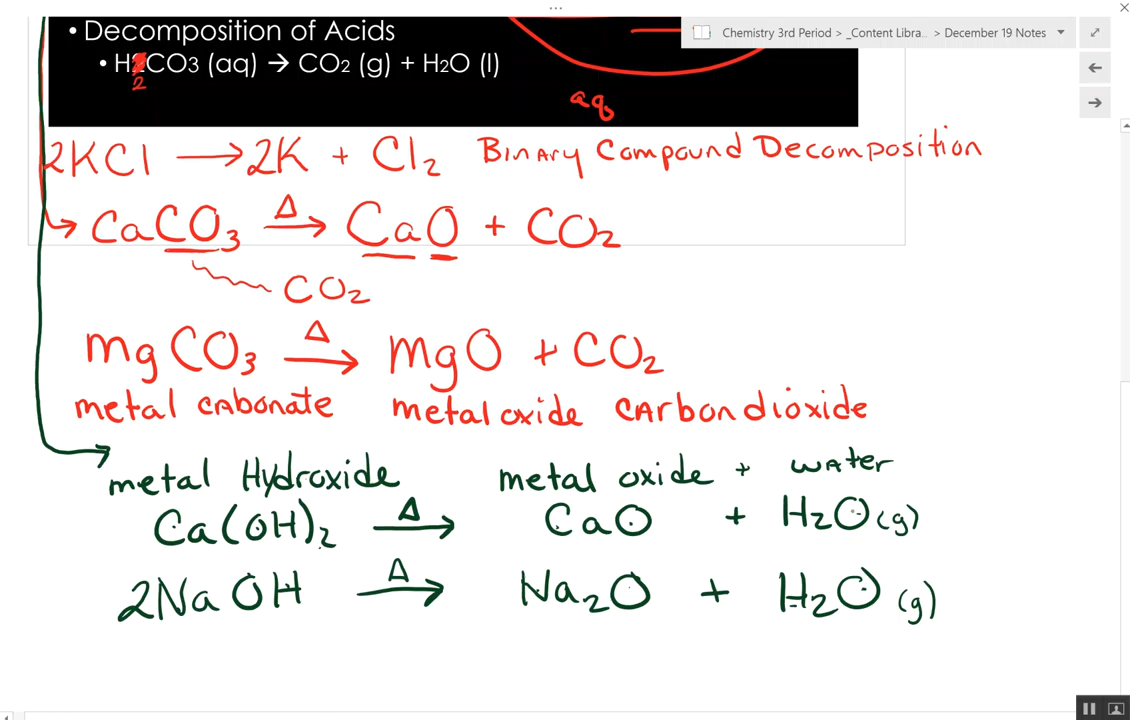 Chemistry 3rd Period > _Content Libra... > December 19 Notes
• Decomposition of Acids
• H2CO3 (aq) → CO2 (g) + H2O (l)
2
aq
2KCl → 2K + Cl2 Binary Compound Decomposition
CaCO3 Δ→ CaO + CO2
CO2
MgCO3 Δ→ MgO + CO2
metal cabonate metal oxide carbondioxide
metal Hydroxide metal oxide + water
Ca(OH)2 Δ→ CaO + H2O(g)
2NaOH Δ→ Na2O + H2O (g)